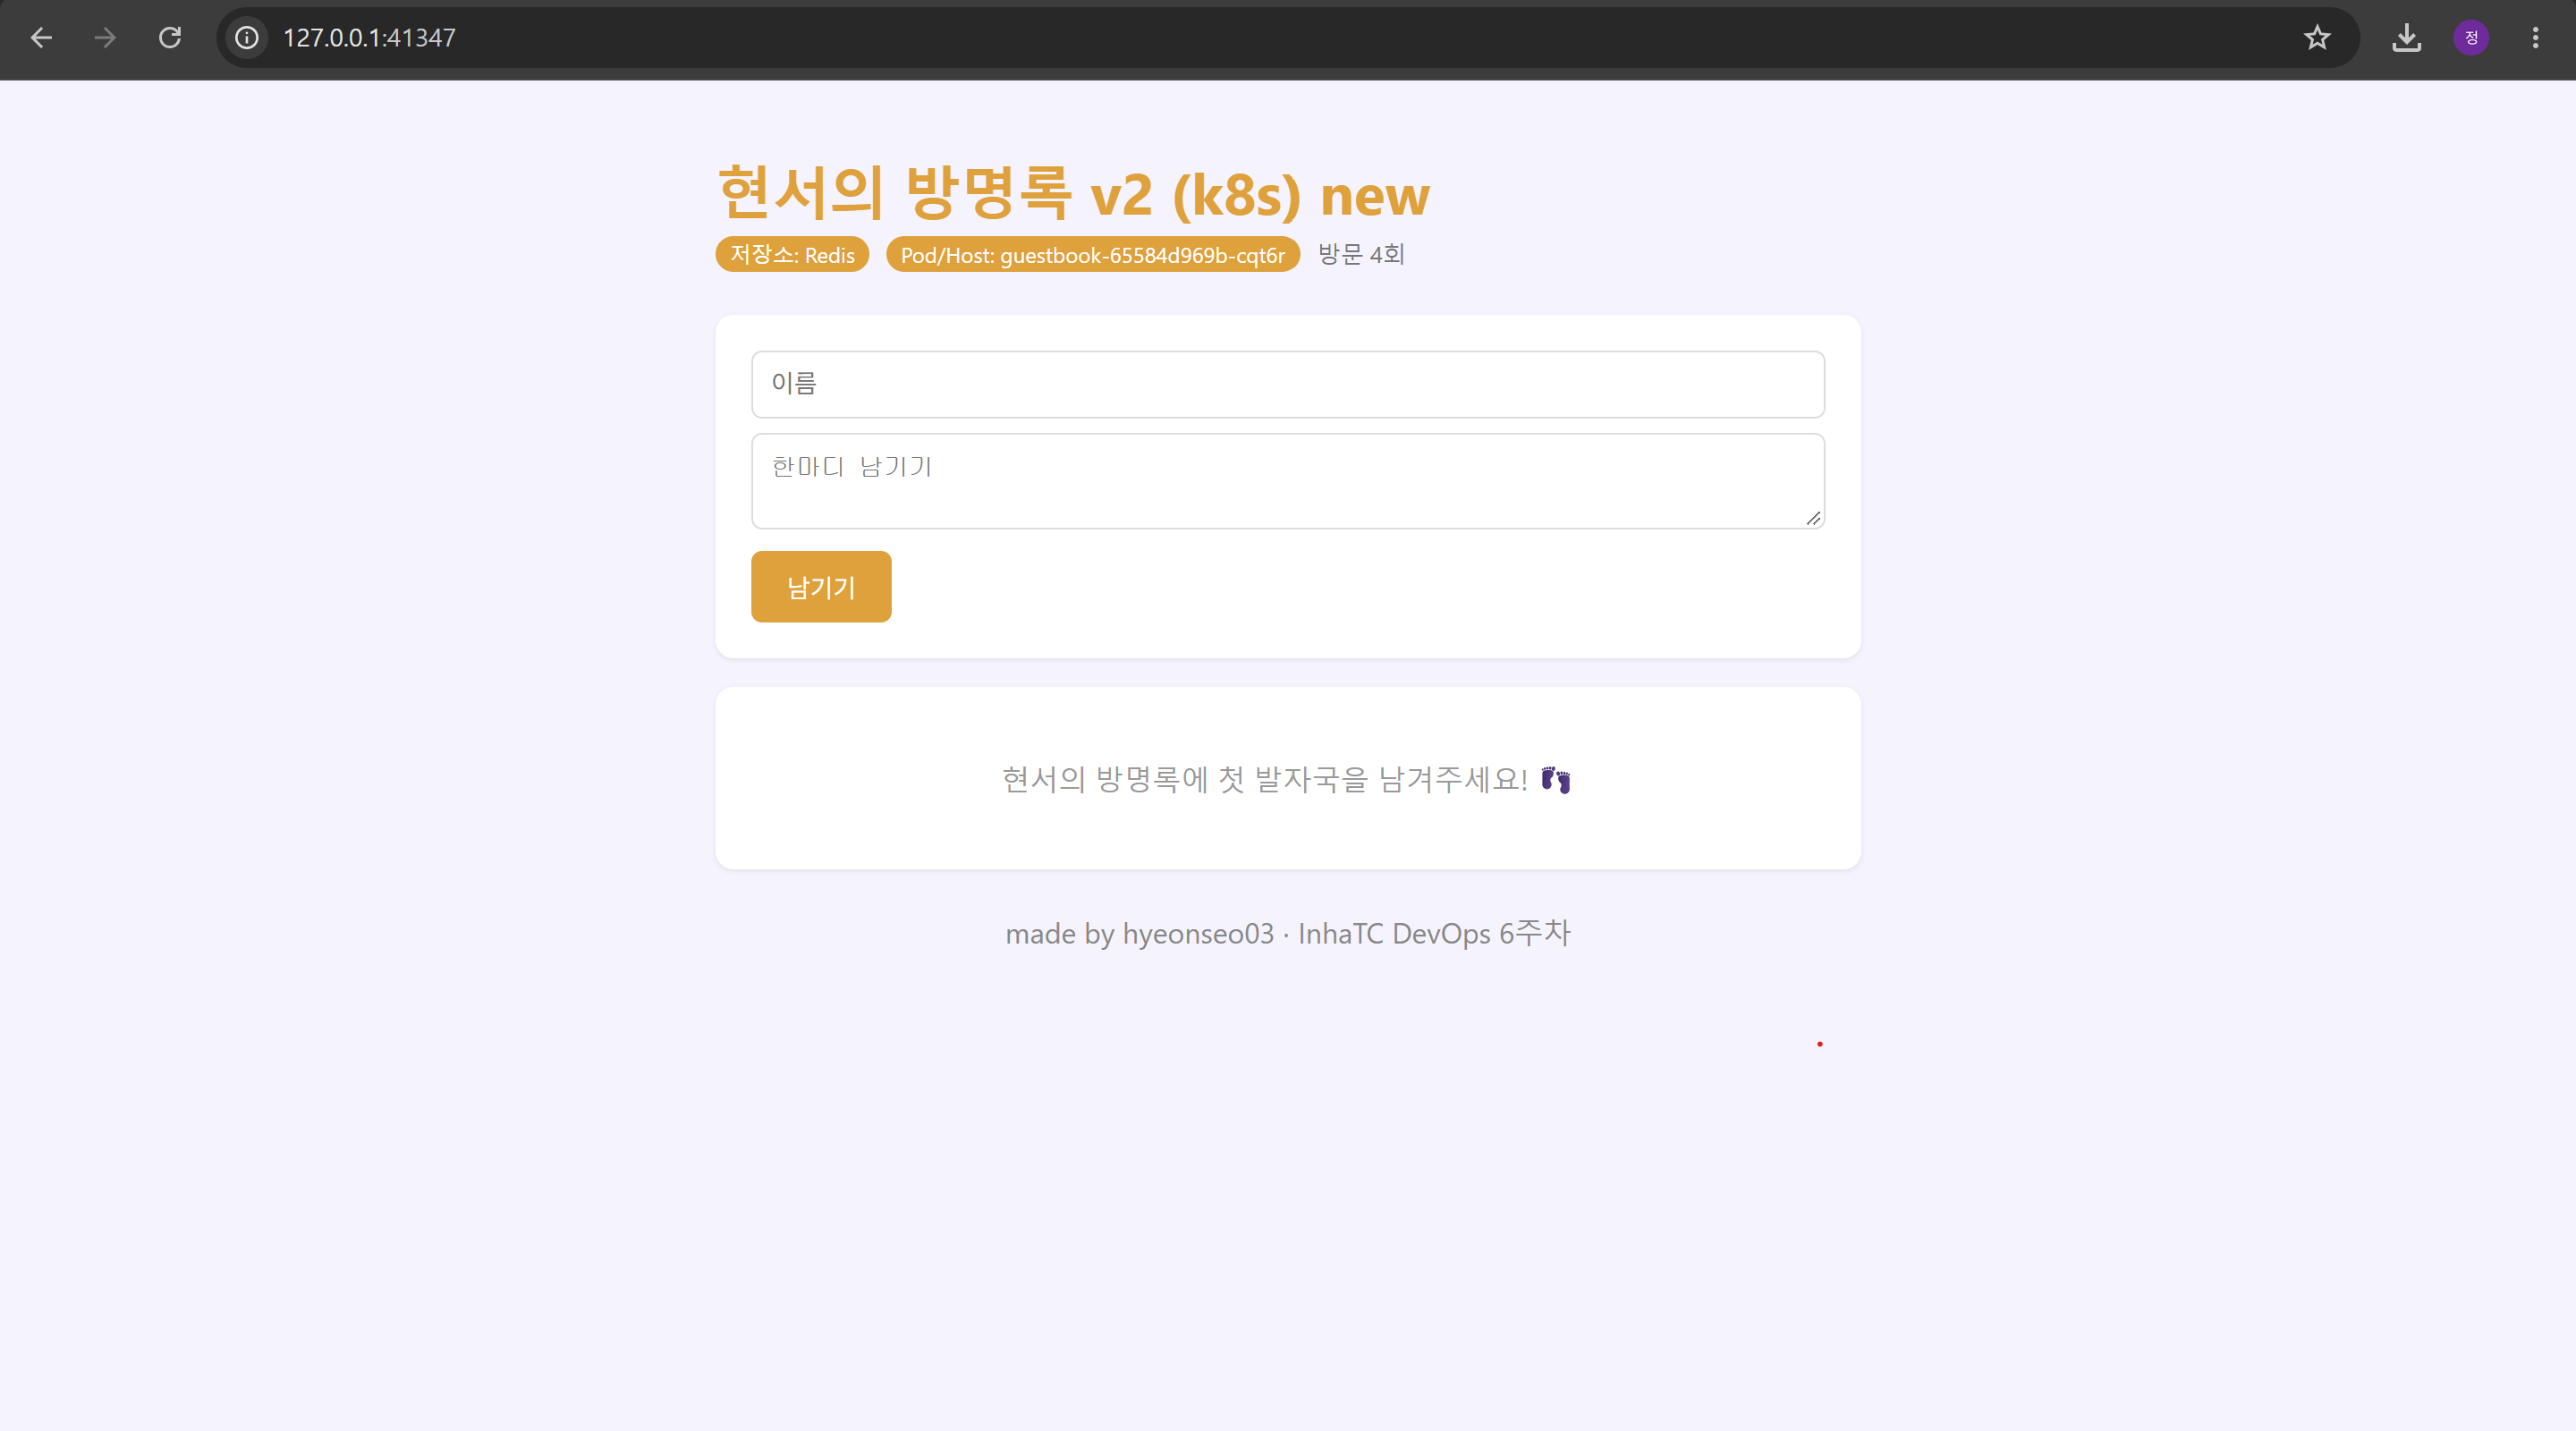 127.0.0.1:41347
정
현서의 방명록 v2 (k8s) new
저장소: Redis Pod/Host: guestbook-65584d969b-cqt6r 방문 4회
이름
한마디 남기기
남기기
현서의 방명록에 첫 발자국을 남겨주세요! 👣
made by hyeonseo03 · InhaTC DevOps 6주차